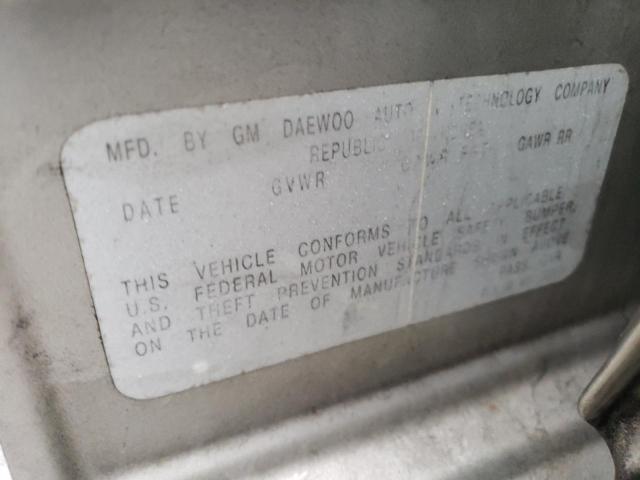 MFD. BY GM DAEWOO AUTO & TECHNOLOGY COMPANY
REPUBLIC
DATE GVWR GAWR RR
THIS VEHICLE CONFORMS TO ALL APPLICABLE
U.S. FEDERAL MOTOR VEHICLE SAFETY BUMPER,
AND THEFT PREVENTION STANDARDS IN EFFECT
ON THE DATE OF MANUFACTURE SHOWN ABOVE
PASS